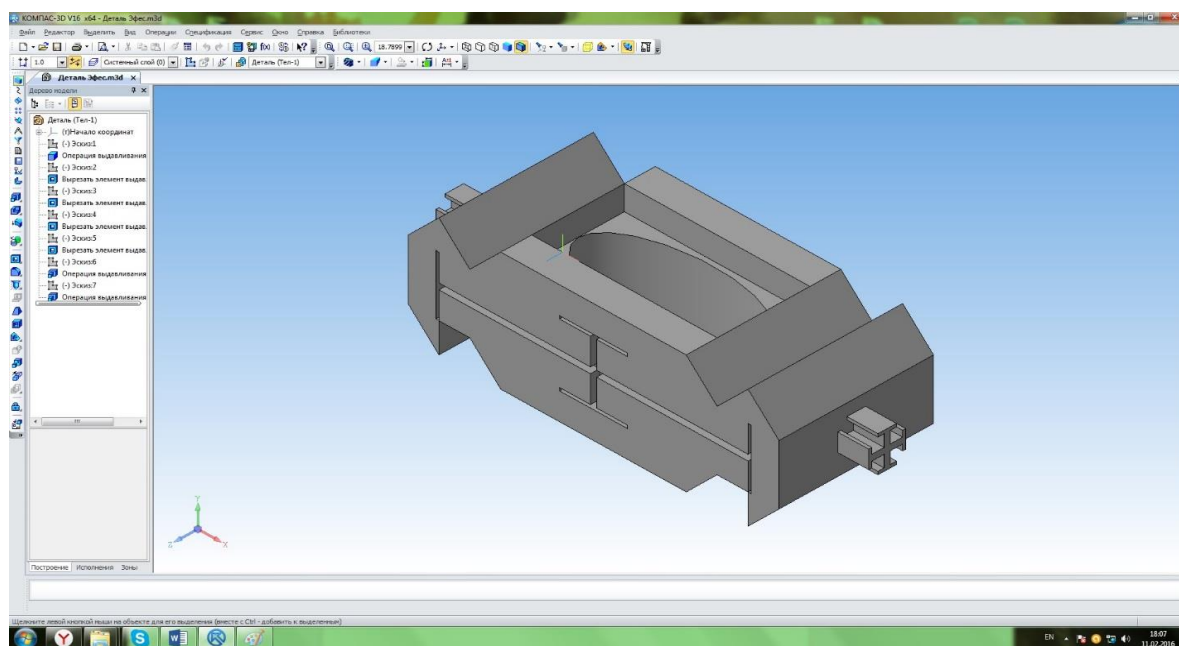 КОМПАС-3D V16 x64 - Деталь Эфес.m3d
Файл Редактор Выделить Вид Операции Спецификация Сервис Окно Справка Библиотеки
18.7899
1.0 Системный слой (0) Деталь (Тел-1)
Деталь Эфес.m3d
Дерево модели
Деталь (Тел-1)
(т)Начало координат
(-) Эскиз:1
Операция выдавливания
(-) Эскиз:2
Вырезать элемент выдав
(-) Эскиз:3
Вырезать элемент выдав
(-) Эскиз:4
Вырезать элемент выдав
(-) Эскиз:5
Вырезать элемент выдав
(-) Эскиз:6
Операция выдавливания
(-) Эскиз:7
Операция выдавливания
Y
Z X
Построение Исполнения Зоны
Щелкните левой кнопкой мыши на объекте для его выделения (вместе с Ctrl - добавить к выделенным)
EN 18:07
11.02.2016